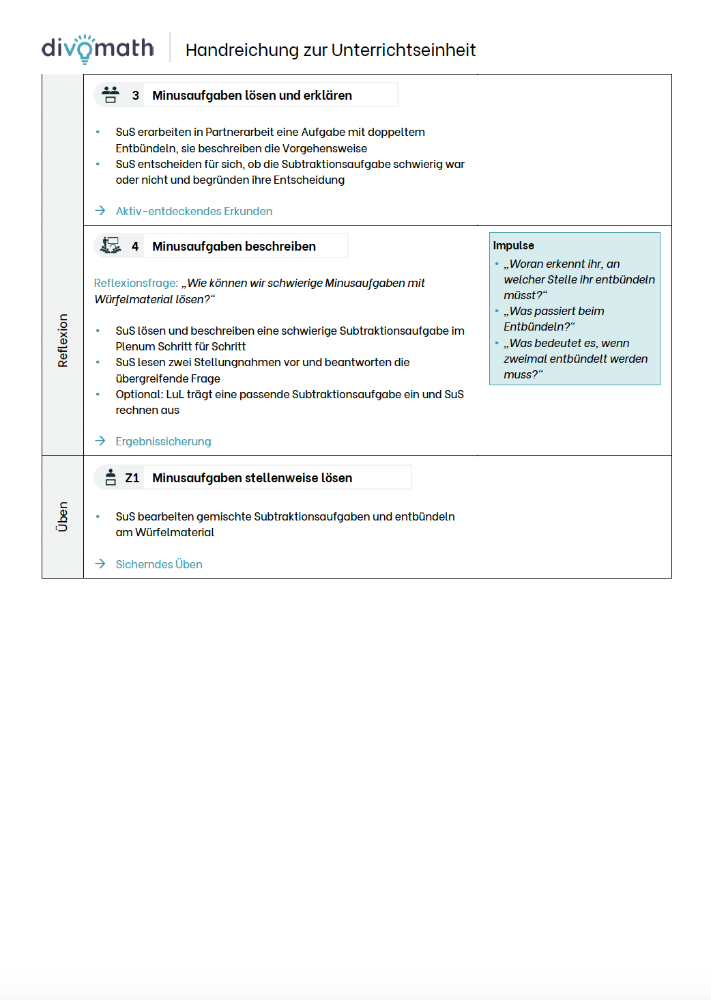 divomath
Handreichung zur Unterrichtseinheit
3 Minusaufgaben lösen und erklären
• SuS erarbeiten in Partnerarbeit eine Aufgabe mit doppeltem
Entbündeln, sie beschreiben die Vorgehensweise
• SuS entscheiden für sich, ob die Subtraktionsaufgabe schwierig war
oder nicht und begründen ihre Entscheidung
→ Aktiv-entdeckendes Erkunden
Reflexion
4 Minusaufgaben beschreiben
Reflexionsfrage: „Wie können wir schwierige Minusaufgaben mit
Würfelmaterial lösen?“
• SuS lösen und beschreiben eine schwierige Subtraktionsaufgabe im
Plenum Schritt für Schritt
• SuS lesen zwei Stellungnahmen vor und beantworten die
übergreifende Frage
• Optional: LuL trägt eine passende Subtraktionsaufgabe ein und SuS
rechnen aus
→ Ergebnissicherung
Impulse
• „Woran erkennt ihr, an
welcher Stelle ihr entbündeln
müsst?“
• „Was passiert beim
Entbündeln?“
• „Was bedeutet es, wenn
zweimal entbündelt werden
muss?“
Üben
Z1 Minusaufgaben stellenweise lösen
• SuS bearbeiten gemischte Subtraktionsaufgaben und entbündeln
am Würfelmaterial
→ Sicherndes Üben